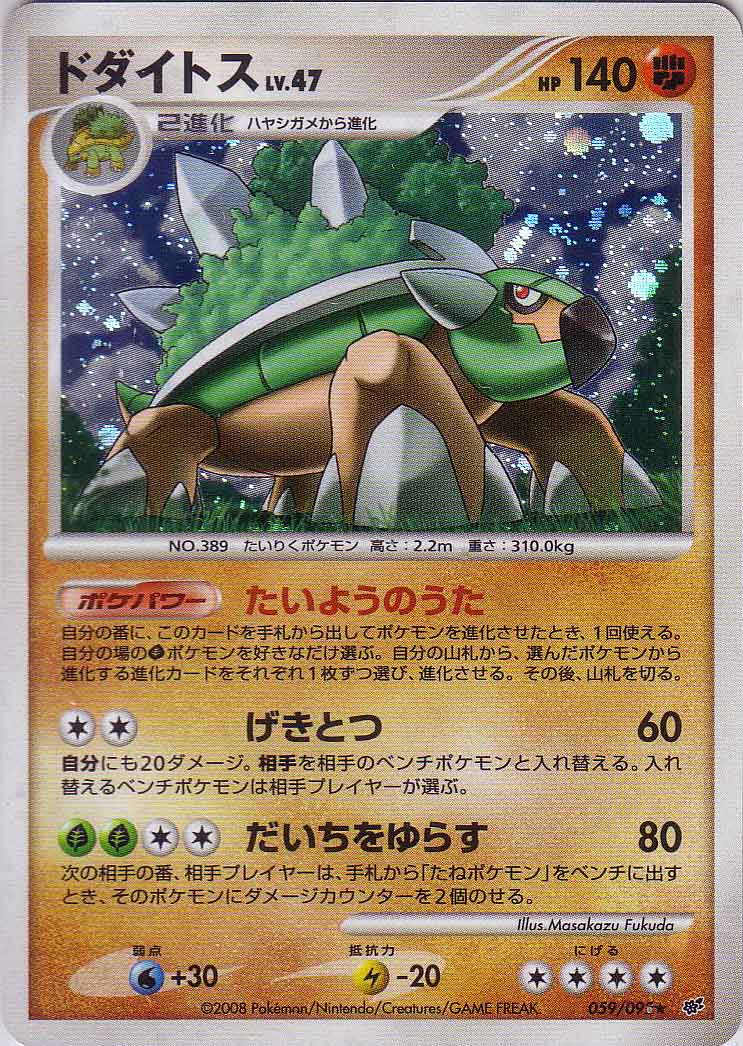 ドダイトス LV.47 HP 140
2進化 ハヤシガメから進化
NO.389 たいりくポケモン 高さ:2.2m 重さ:310.0kg
ポケパワー たいようのうた
自分の番に、このカードを手札から出してポケモンを進化させたとき、1回使える。
自分の場のポケモンを好きなだけ選ぶ。自分の山札から、選んだポケモンから
進化する進化カードをそれぞれ1枚ずつ選び、進化させる。その後、山札を切る。
げきとつ 60
自分にも20ダメージ。相手を相手のベンチポケモンと入れ替える。入れ
替えるベンチポケモンは相手プレイヤーが選ぶ。
だいちをゆらす 80
次の相手の番、相手プレイヤーは、手札から「たねポケモン」をベンチに出す
とき、そのポケモンにダメージカウンターを2個のせる。
Illus.Masakazu Fukuda
弱点 抵抗力 にげる
+30 -20
©2008 Pokémon/Nintendo/Creatures/GAME FREAK. 059/095★